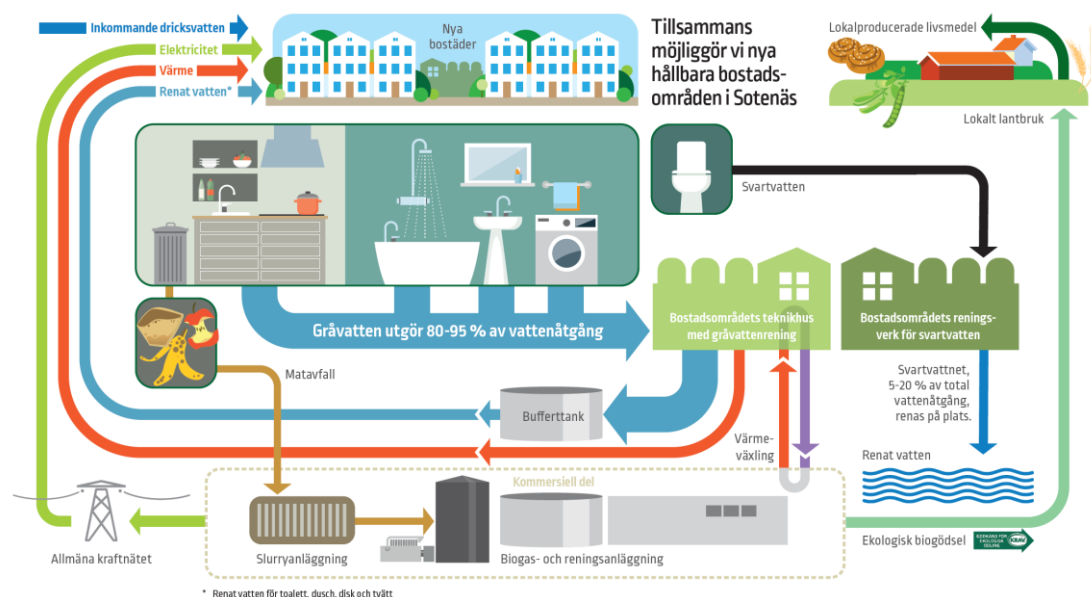 Inkommande dricksvatten
Elektricitet
Värme
Renat vatten*
Nya
bostäder
Tillsammans
möjliggör vi nya
hållbara bostads-
områden i Sotenäs
Lokalproducerade livsmedel
Lokalt lantbruk
Svartvatten
Gråvatten utgör 80-95 % av vattenåtgång
Bostadsområdets teknikhus
med gråvattenrening
Bostadsområdets renings-
verk för svartvatten
Matavfall
Bufferttank
Värme-
växling
Svartvattnet,
5-20 % av total
vattenåtgång,
renas på plats.
Renat vatten
Kommersiell del
Allmäna kraftnätet
Slurryanläggning
Biogas- och reningsanläggning
Ekologisk biogödsel
KRAV
* Renat vatten för toalett, dusch, disk och tvätt